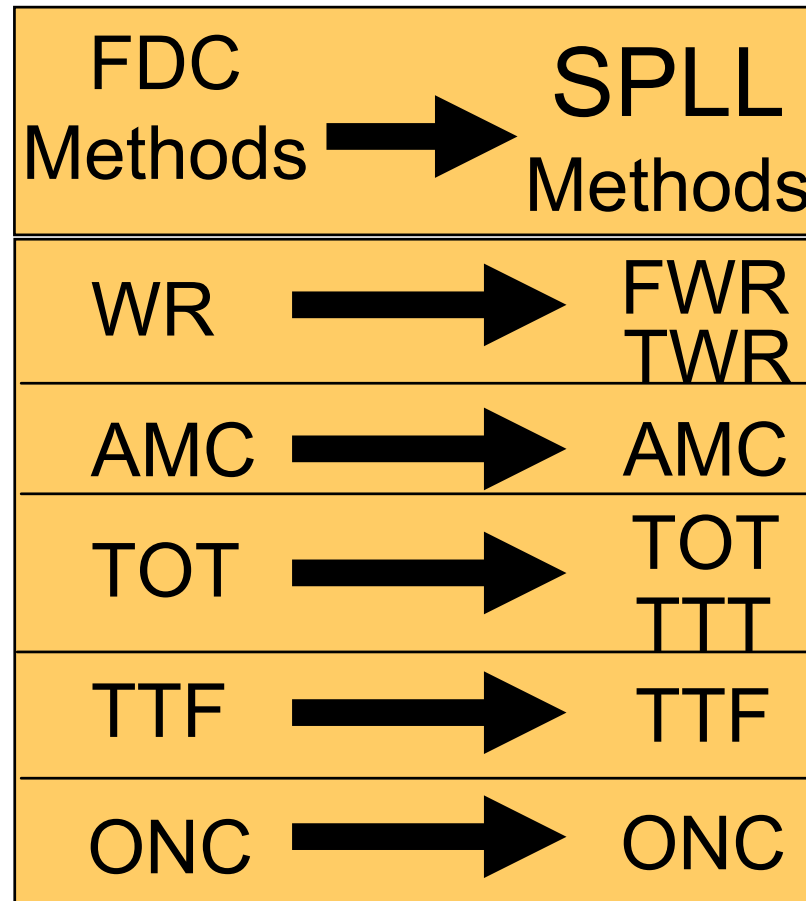 FDC
Methods
SPLL
Methods
WR
FWR
TWR
AMC
AMC
TOT
TOT
TTT
TTF
TTF
ONC
ONC